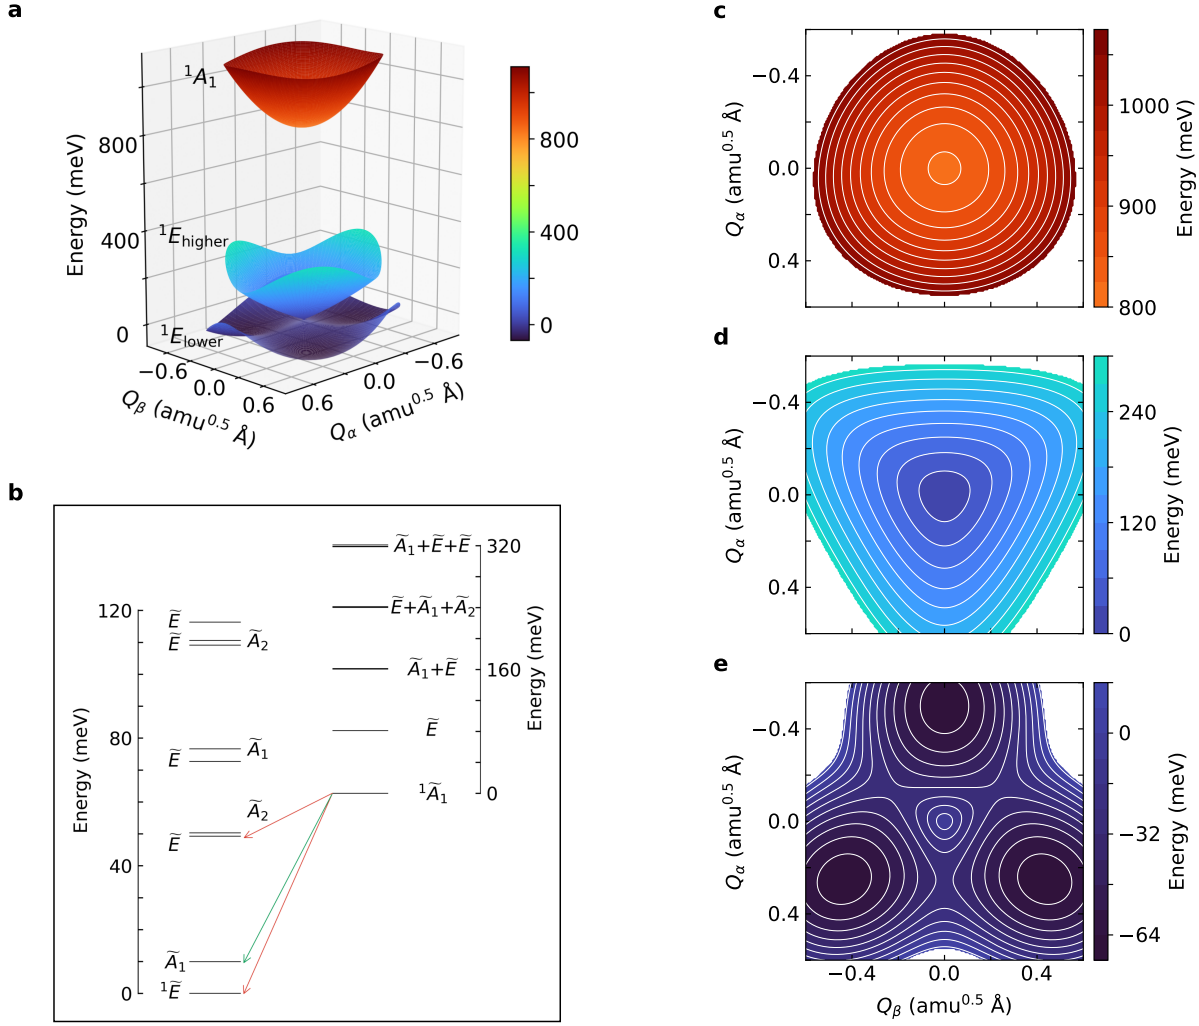 a
¹A₁
¹E_higher
¹E_lower
Energy (meV)
800
400
0
−0.6
0.0
0.6
Q_β (amu^0.5 Å)
0.6
0.0
−0.6
Q_α (amu^0.5 Å)
800
400
0
b
Energy (meV)
120
80
40
0
Ẽ
Ẽ
Ã₂
Ẽ
Ã₁
Ã₂
Ẽ
Ã₁
¹Ẽ
Ã₁+Ẽ+Ẽ
Ẽ+Ã₁+Ã₂
Ã₁+Ẽ
Ẽ
¹Ã₁
320
160
0
Energy (meV)
c
−0.4
0.0
0.4
Q_α (amu^0.5 Å)
1000
900
800
Energy (meV)
d
−0.4
0.0
0.4
Q_α (amu^0.5 Å)
240
120
0
Energy (meV)
e
−0.4
0.0
0.4
Q_α (amu^0.5 Å)
−0.4
0.0
0.4
Q_β (amu^0.5 Å)
0
−32
−64
Energy (meV)